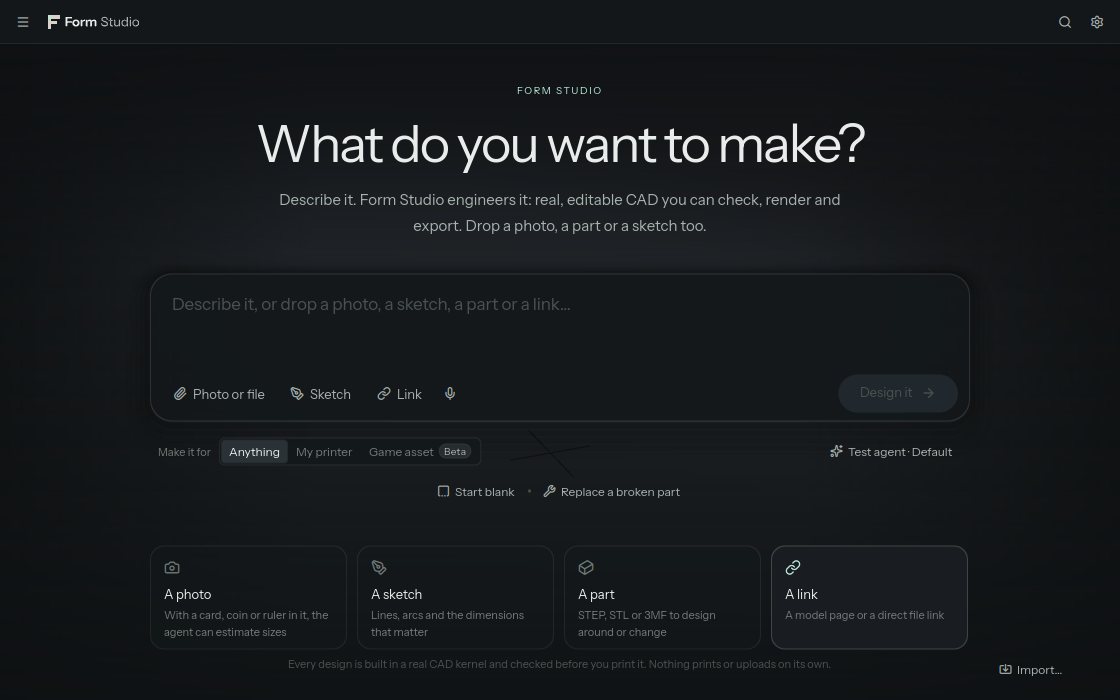 Form Studio
FORM STUDIO
What do you want to make?
Describe it. Form Studio engineers it: real, editable CAD you can check, render and
export. Drop a photo, a part or a sketch too.
Describe it, or drop a photo, a sketch, a part or a link...
Photo or file Sketch Link Design it
Make it for Anything My printer Game asset Beta Test agent · Default
Start blank • Replace a broken part
A photo
With a card, coin or ruler in it, the
agent can estimate sizes
A sketch
Lines, arcs and the dimensions
that matter
A part
STEP, STL or 3MF to design
around or change
A link
A model page or a direct file link
Every design is built in a real CAD kernel and checked before you print it. Nothing prints or uploads on its own.
Import...